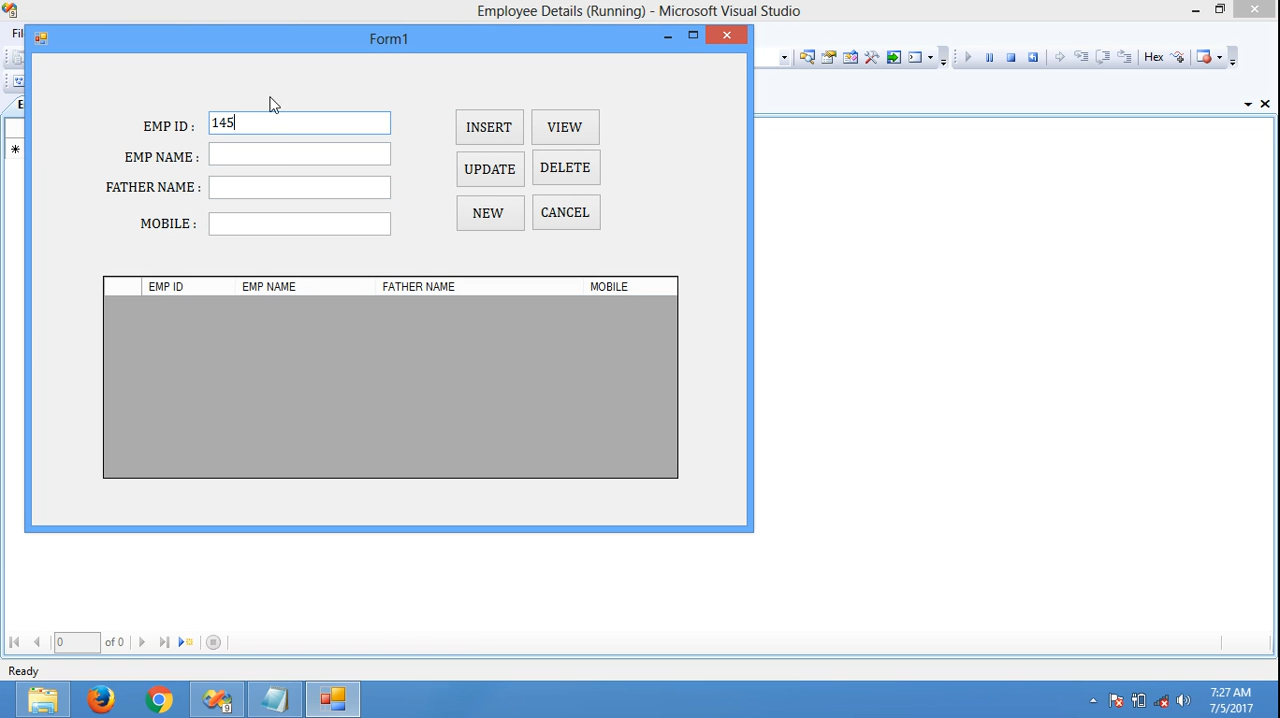 Employee Details (Running) - Microsoft Visual Studio
Fil
Form1
Hex
E
EMP ID : 145
EMP NAME :
FATHER NAME :
MOBILE :
INSERT VIEW
UPDATE DELETE
NEW CANCEL
EMP ID EMP NAME FATHER NAME MOBILE
0 of 0
Ready
9
7:27 AM
7/5/2017